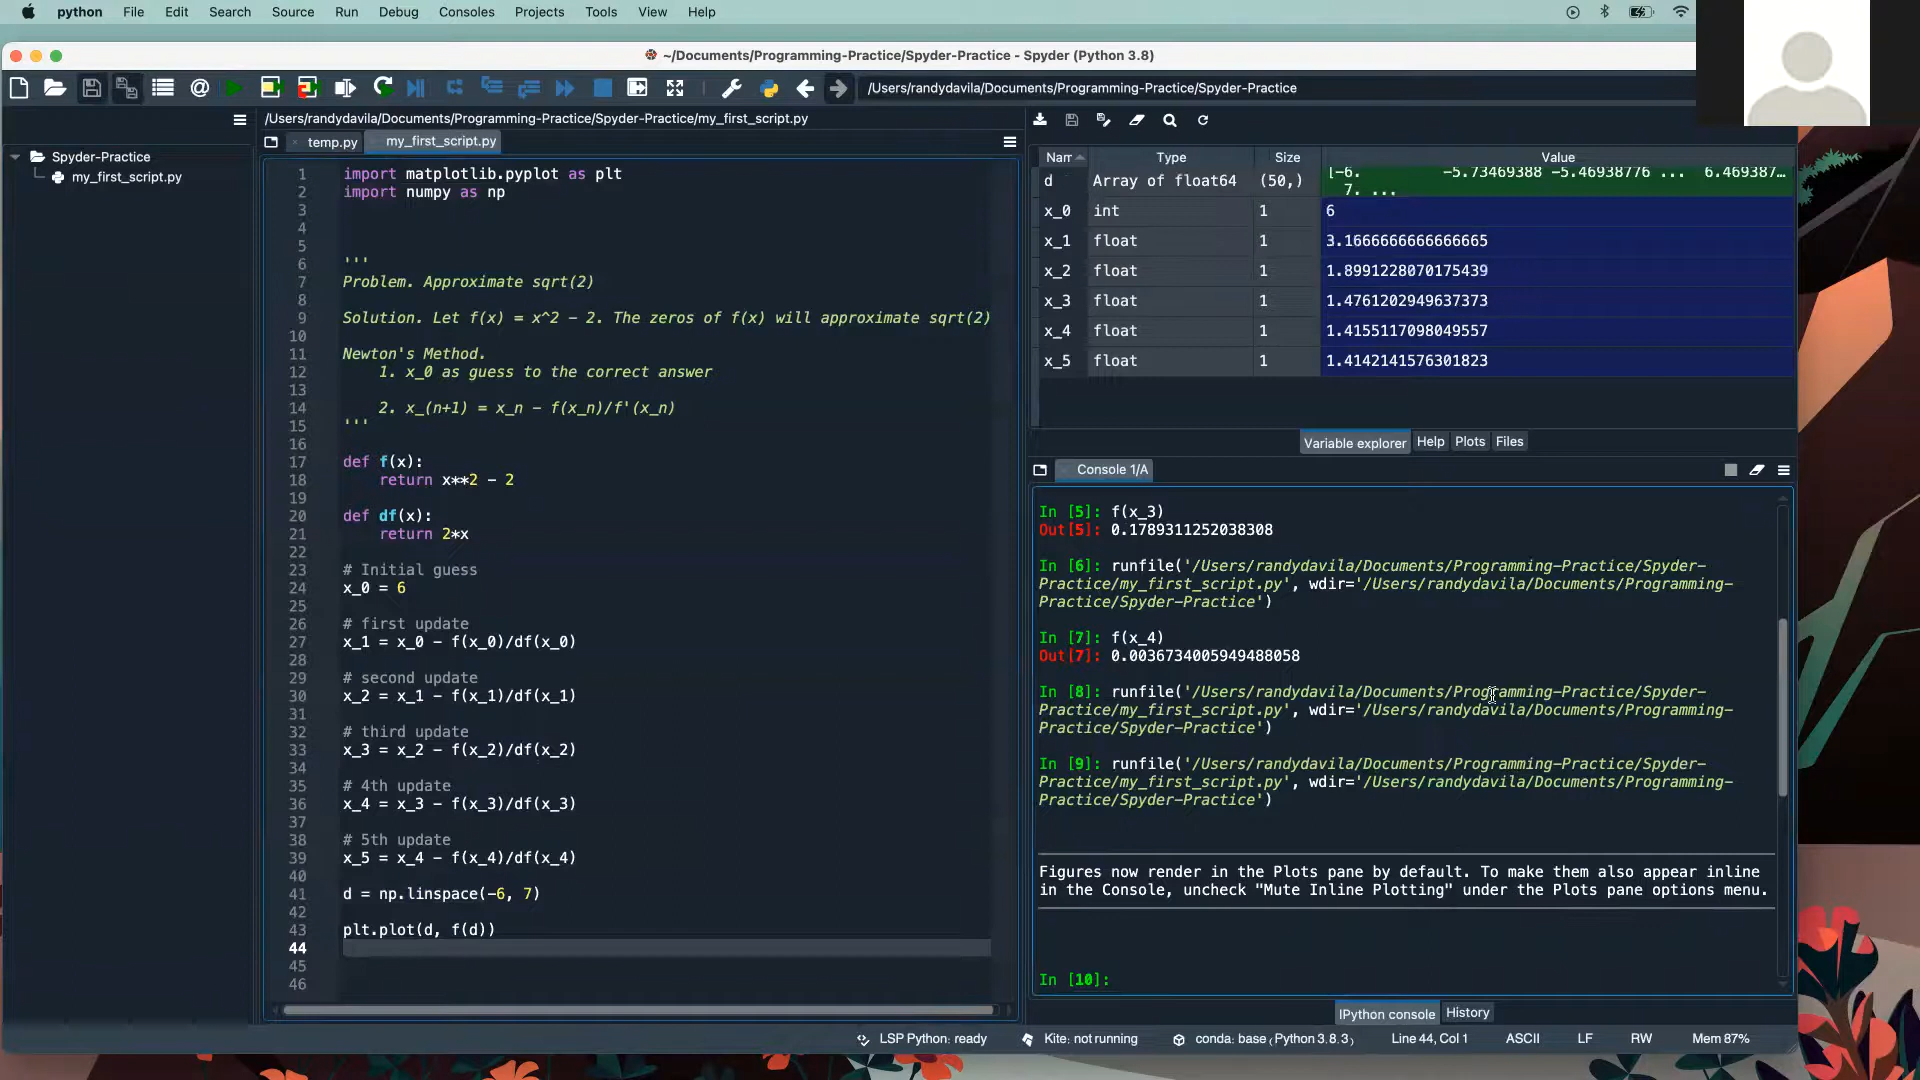 python File Edit Search Source Run Debug Consoles Projects Tools View Help
~/Documents/Programming-Practice/Spyder-Practice - Spyder (Python 3.8)
/Users/randydavila/Documents/Programming-Practice/Spyder-Practice
Spyder-Practice
my_first_script.py
/Users/randydavila/Documents/Programming-Practice/Spyder-Practice/my_first_script.py
temp.py my_first_script.py
1 import matplotlib.pyplot as plt
2 import numpy as np
3
4
5
6 '''
7 Problem. Approximate sqrt(2)
8
9 Solution. Let f(x) = x^2 - 2. The zeros of f(x) will approximate sqrt(2)
10
11 Newton's Method.
12 1. x_0 as guess to the correct answer
13
14 2. x_(n+1) = x_n - f(x_n)/f'(x_n)
15 '''
16
17 def f(x):
18 return x**2 - 2
19
20 def df(x):
21 return 2*x
22
23 # Initial guess
24 x_0 = 6
25
26 # first update
27 x_1 = x_0 - f(x_0)/df(x_0)
28
29 # second update
30 x_2 = x_1 - f(x_1)/df(x_1)
31
32 # third update
33 x_3 = x_2 - f(x_2)/df(x_2)
34
35 # 4th update
36 x_4 = x_3 - f(x_3)/df(x_3)
37
38 # 5th update
39 x_5 = x_4 - f(x_4)/df(x_4)
40
41 d = np.linspace(-6, 7)
42
43 plt.plot(d, f(d))
44
45
46
Nam Type Size Value
d Array of float64 (50,) [-6. -5.73469388 -5.46938776 ... 6.469387…
7. ...
x_0 int 1 6
x_1 float 1 3.1666666666666665
x_2 float 1 1.8991228070175439
x_3 float 1 1.4761202949637373
x_4 float 1 1.4155117098049557
x_5 float 1 1.4142141576301823
Variable explorer Help Plots Files
Console 1/A
In [5]: f(x_3)
Out[5]: 0.1789311252038308
In [6]: runfile('/Users/randydavila/Documents/Programming-Practice/Spyder-
Practice/my_first_script.py', wdir='/Users/randydavila/Documents/Programming-
Practice/Spyder-Practice')
In [7]: f(x_4)
Out[7]: 0.0036734005949488058
In [8]: runfile('/Users/randydavila/Documents/Programming-Practice/Spyder-
Practice/my_first_script.py', wdir='/Users/randydavila/Documents/Programming-
Practice/Spyder-Practice')
In [9]: runfile('/Users/randydavila/Documents/Programming-Practice/Spyder-
Practice/my_first_script.py', wdir='/Users/randydavila/Documents/Programming-
Practice/Spyder-Practice')
Figures now render in the Plots pane by default. To make them also appear inline
in the Console, uncheck "Mute Inline Plotting" under the Plots pane options menu.
In [10]:
IPython console History
LSP Python: ready Kite: not running conda: base (Python 3.8.3) Line 44, Col 1 ASCII LF RW Mem 87%